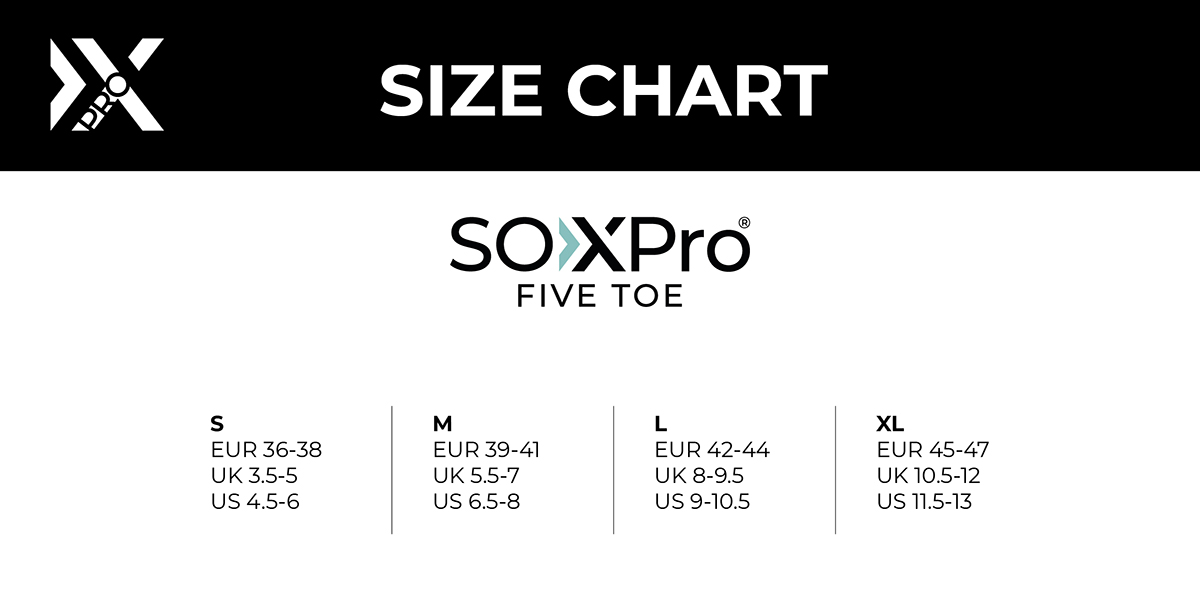 PRO
SIZE CHART
SOXPro®
FIVE TOE
S
EUR 36-38
UK 3.5-5
US 4.5-6
M
EUR 39-41
UK 5.5-7
US 6.5-8
L
EUR 42-44
UK 8-9.5
US 9-10.5
XL
EUR 45-47
UK 10.5-12
US 11.5-13